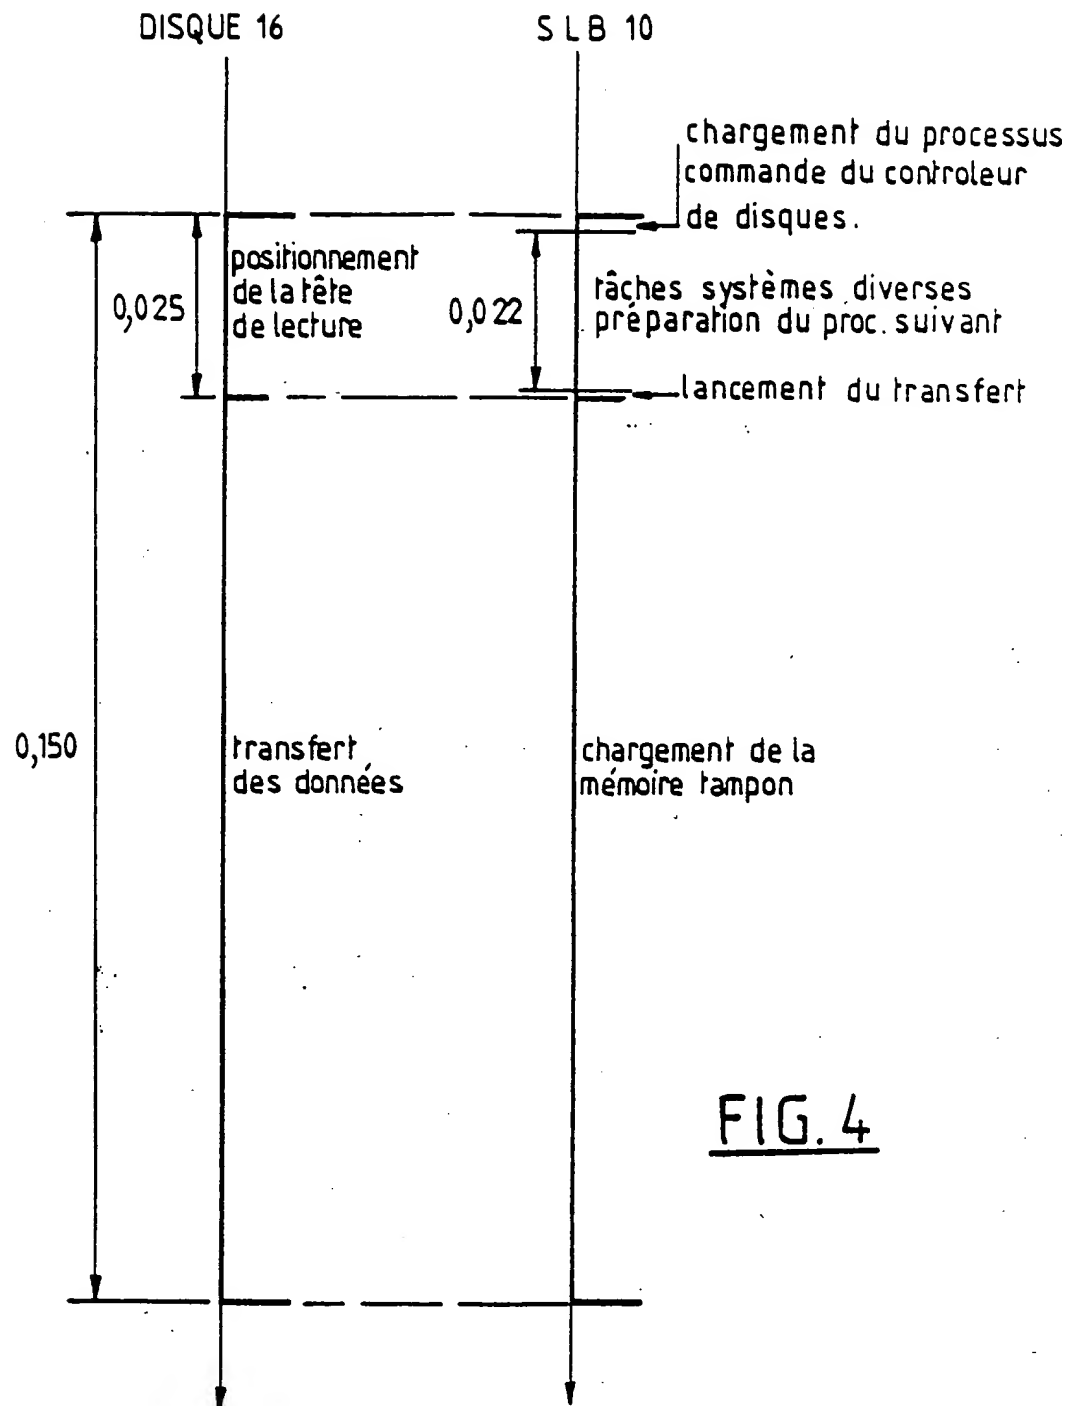 DISQUE 16
SLB 10
chargement du processus
commande du controleur
de disques.
positionnement
de la tête
de lecture
0,025
0,022
tâches systèmes diverses
préparation du proc. suivant
lancement du transfert
0,150
transfert
des données
chargement de la
mémoire tampon
FIG. 4